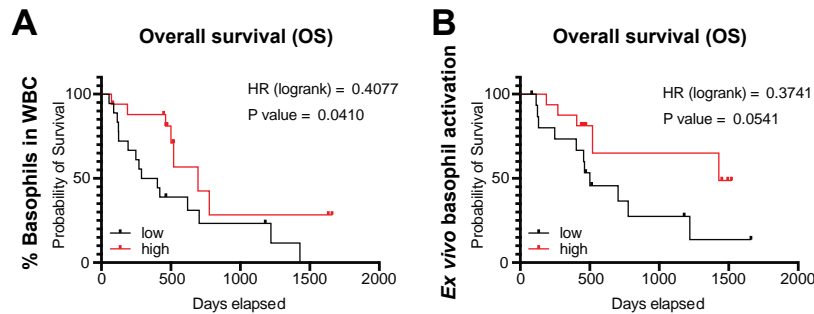 A
Overall survival (OS)
% Basophils in WBC
Probability of Survival
100
50
0
HR (logrank) = 0.4077
P value = 0.0410
low
high
0
500
1000
1500
2000
Days elapsed
B
Overall survival (OS)
Ex vivo basophil activation
Probability of Survival
100
50
0
HR (logrank) = 0.3741
P value = 0.0541
low
high
0
500
1000
1500
2000
Days elapsed